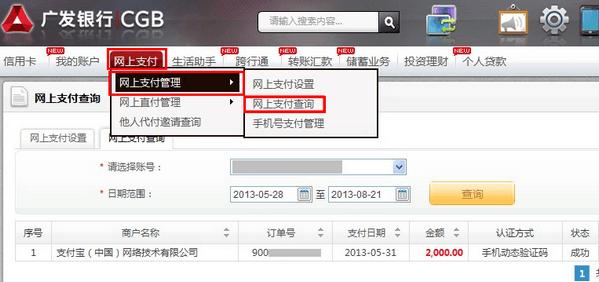 广发银行 CGB
请输入搜索内容...
信用卡 我的账户 网上支付 生活助手 跨行通 转账汇款 储蓄业务 投资理财 个人贷款
NEW NEW NEW NEW NEW
网上支付管理 网上支付设置
网上支付查询
网上直付管理 网上支付查询
他人代付邀请查询 手机号支付管理
网上支付设置 网上支付查询
* 请选择账号:
* 日期范围: 2013-05-28 至 2013-08-21 查询
序号 商户名称 订单号 支付日期 金额 认证方式 状态
1 支付宝（中国）网络技术有限公司 900 2013-05-31 2,000.00 手机动态验证码 成功
1